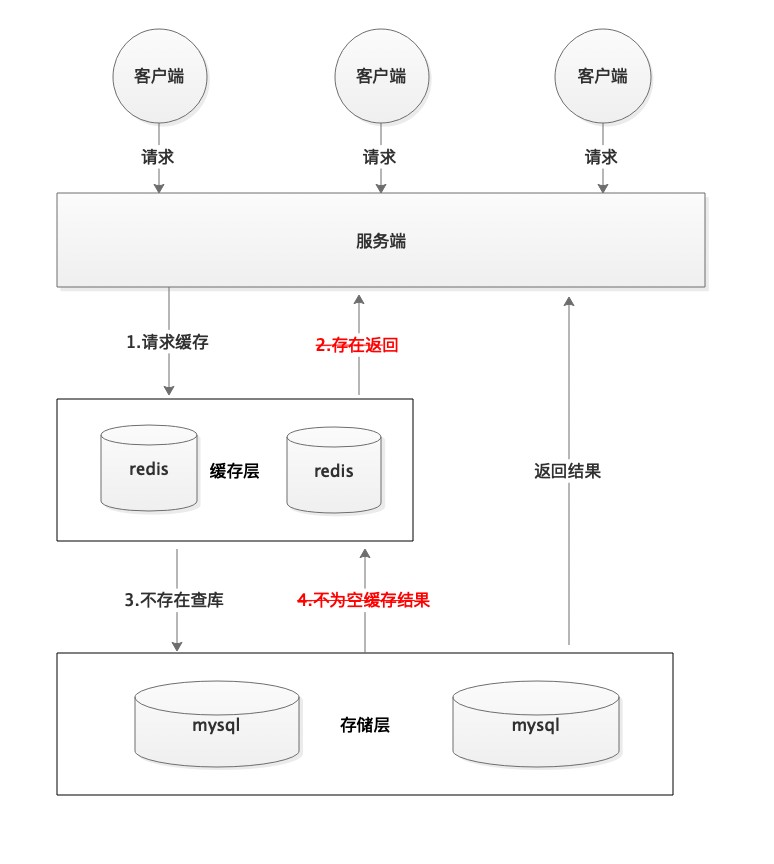 客户端
客户端
客户端
请求
请求
请求
服务端
1.请求缓存
2.存在返回
redis
缓存层
redis
返回结果
3.不存在查库
4.不为空缓存结果
mysql
存储层
mysql